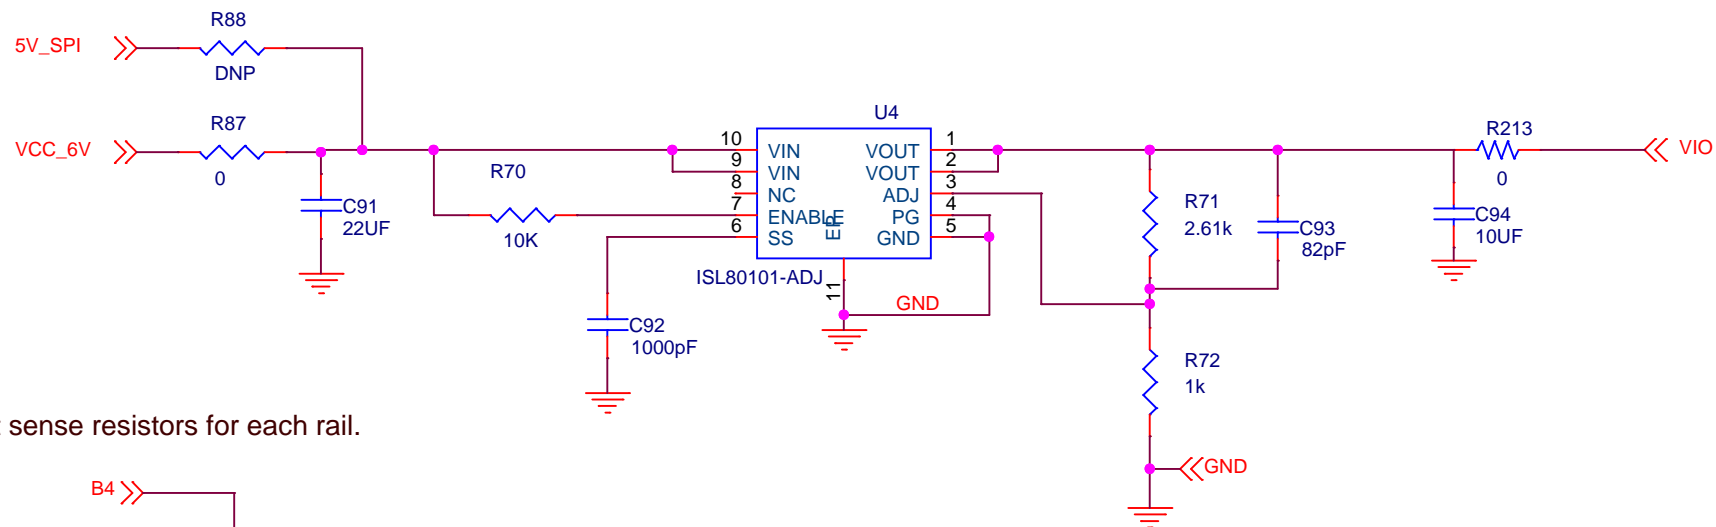 R88
5V_SPI
DNP
R87
VCC_6V
0
C91
22UF
R70
10K
U4
10 VIN
9 VIN
8 NC
7 ENABLE
6 SS
EP
11
VOUT 1
VOUT 2
ADJ 3
PG 4
GND 5
ISL80101-ADJ
GND
C92
1000pF
R71
2.61k
C93
82pF
R213
0
VIO
C94
10UF
R72
1k
GND
sense resistors for each rail.
B4